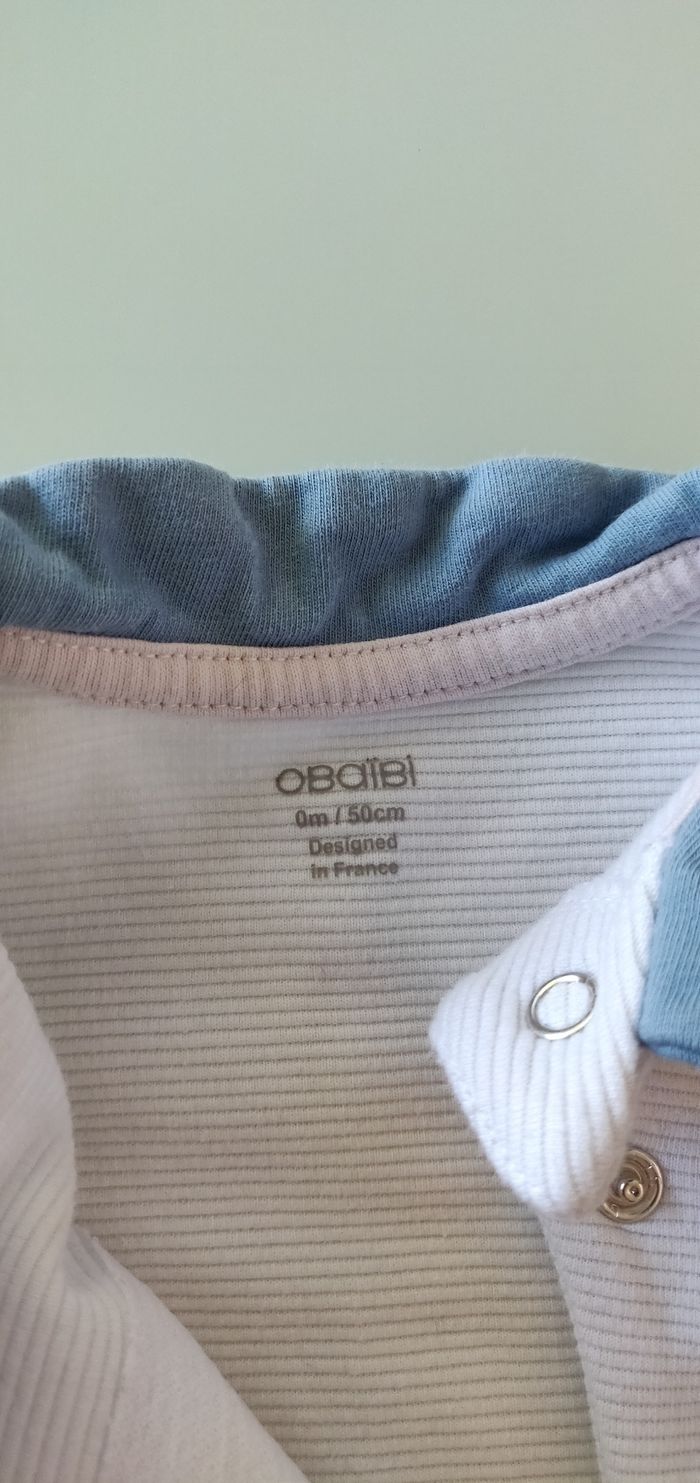 OBaïBi
0m / 50cm
Designed
in France